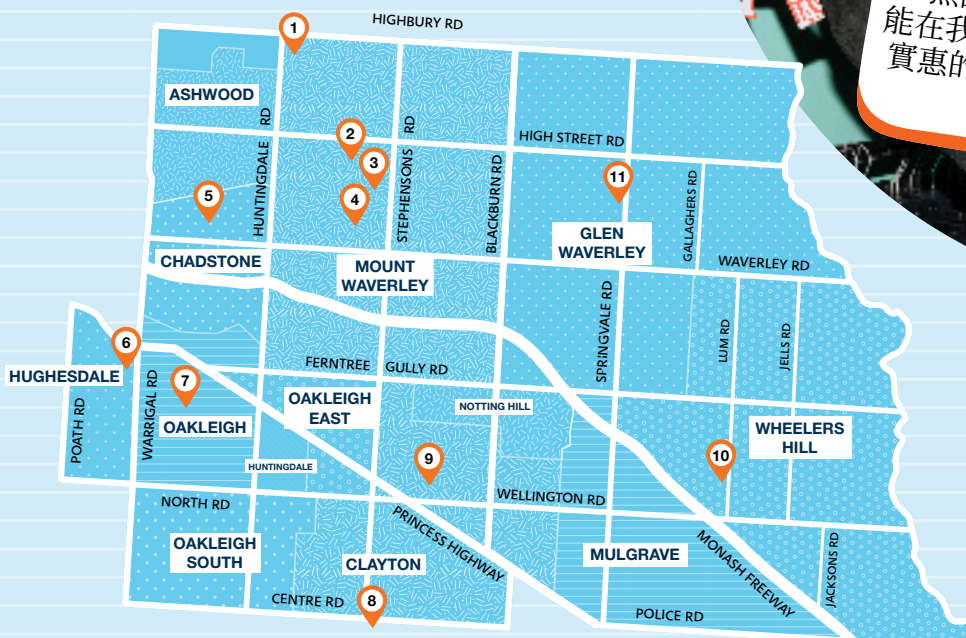 HIGHBURY RD
能在我
實惠的
1
ASHWOOD
HUNTINGDALE RD
STEPHENSONS RD
2
HIGH STREET RD
3
BLACKBURN RD
5
4
11
GALLAGHERS RD
GLEN
WAVERLEY
CHADSTONE
MOUNT
WAVERLEY
WAVERLEY RD
SPRINGVALE RD
LUM RD
JELLS RD
6
HUGHESDALE
FERNTREE GULLY RD
7
POATH RD
WARRIGAL RD
OAKLEIGH
OAKLEIGH
EAST
NOTTING HILL
WHEELERS
HILL
HUNTINGDALE
9
10
NORTH RD
WELLINGTON RD
PRINCESS HIGHWAY
OAKLEIGH
SOUTH
CLAYTON
MULGRAVE
MONASH FREEWAY
JACKSONS RD
CENTRE RD
8
POLICE RD